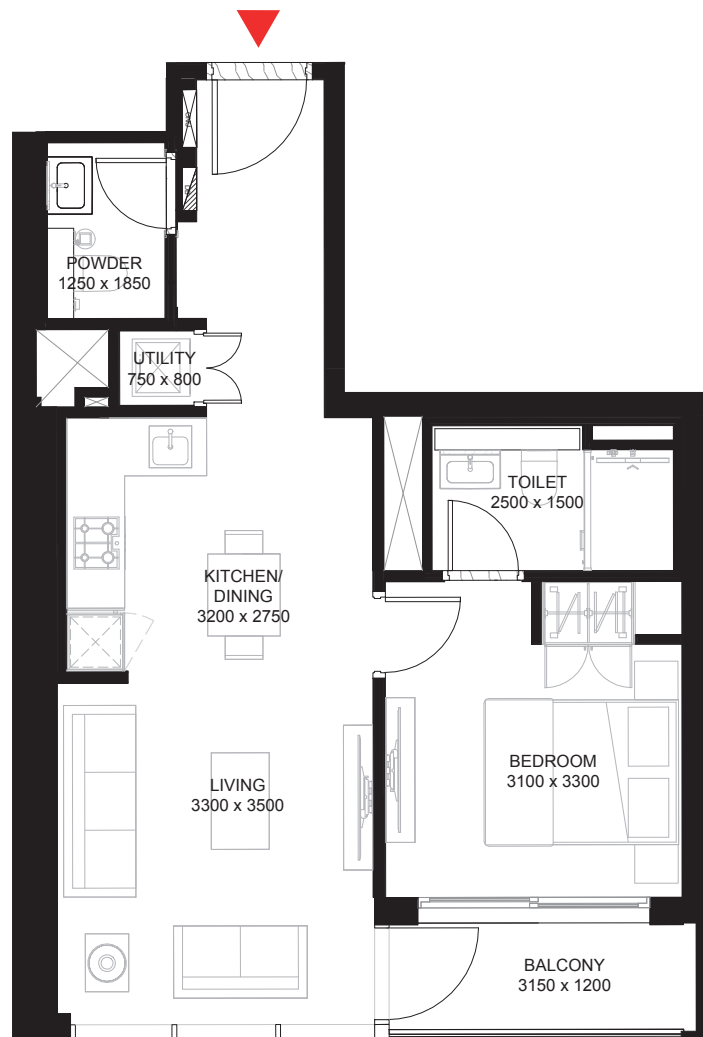 POWDER
1250 x 1850
UTILITY
750 x 800
TOILET
2500 x 1500
KITCHEN/
DINING
3200 x 2750
BEDROOM
3100 x 3300
LIVING
3300 x 3500
BALCONY
3150 x 1200